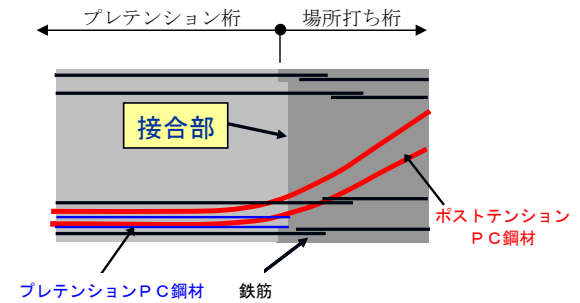 プレテンション桁 場所打ち桁
接合部
ポストテンション
ＰＣ鋼材
プレテンションＰＣ鋼材 鉄筋